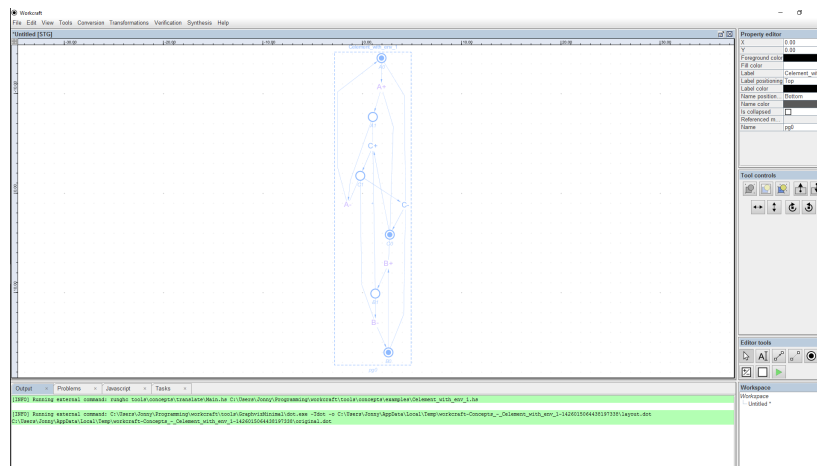 Workcraft
File Edit View Tools Conversion Transformations Verification Synthesis Help
*Untitled [STG]
Property editor
X 0.00
Y 0.00
Foreground color
Fill color
Label Celement_wit
Label positioning Top
Label color
Name position... Bottom
Name color
Is collapsed
Referenced m...
Name pg0
Celement_with_env_1
A+
C+
A-
C-
B+
B-
Tool controls
Editor tools
Workspace
Workspace
Untitled *
Output × Problems × Javascript × Tasks ×
[INFO] Running external command: runghc tools\concepts\translate\Main.hs C:\Users\Jonny\Programming\workcraft\tools\concepts\examples\Celement_with_env_1.hs
[INFO] Running external command: C:\Users\Jonny\Programming\workcraft\tools\GraphvizMinimal\dot.exe -Tdot -o C:\Users\Jonny\AppData\Local\Temp\workcraft-Concepts_-_Celement_with_env_1-1426015064438197338\layout.dot
C:\Users\Jonny\AppData\Local\Temp\workcraft-Concepts_-_Celement_with_env_1-1426015064438197338\original.dot